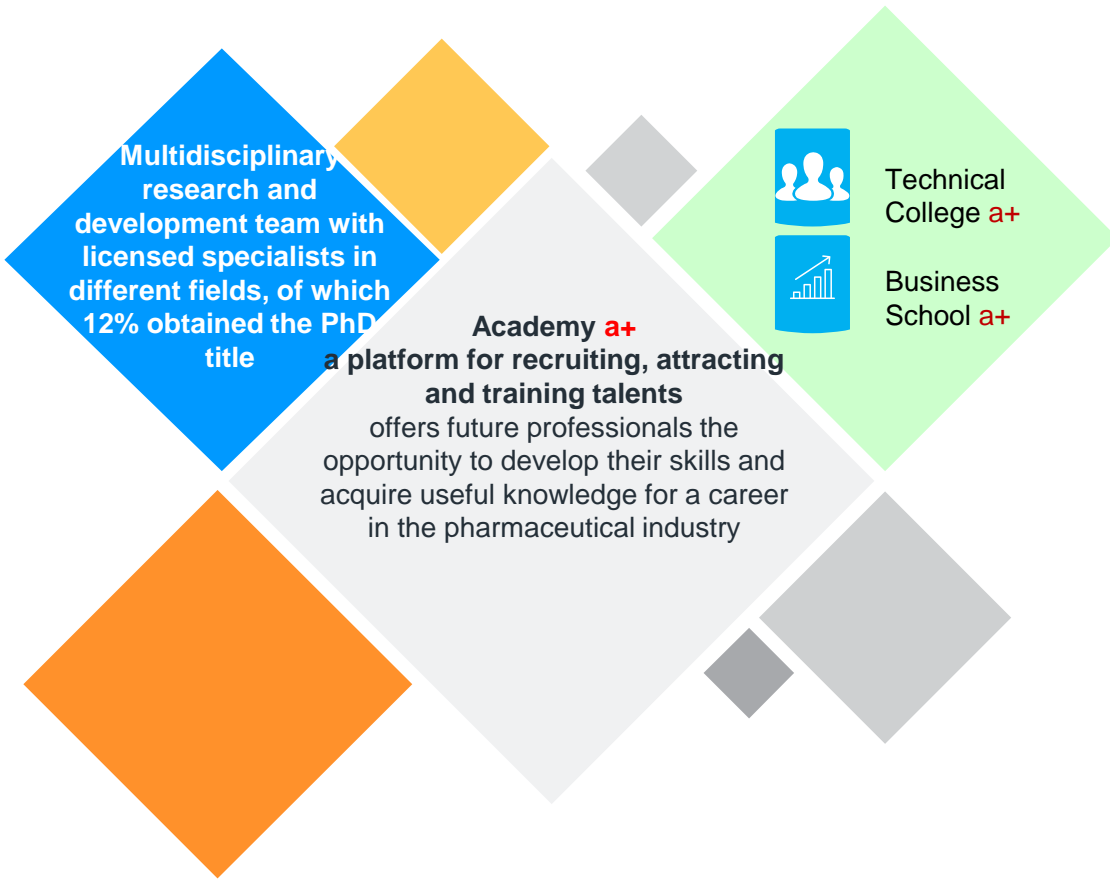 Multidisciplinary
research and
development team with
licensed specialists in
different fields, of which
12% obtained the PhD
title
Academy a+
a platform for recruiting, attracting
and training talents
offers future professionals the
opportunity to develop their skills and
acquire useful knowledge for a career
in the pharmaceutical industry
Technical
College a+
Business
School a+